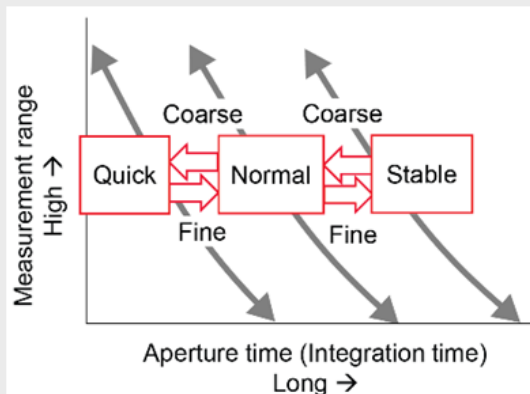 Measurement range
High →
Coarse
Coarse
Quick
Normal
Stable
Fine
Fine
Aperture time (Integration time)
Long →